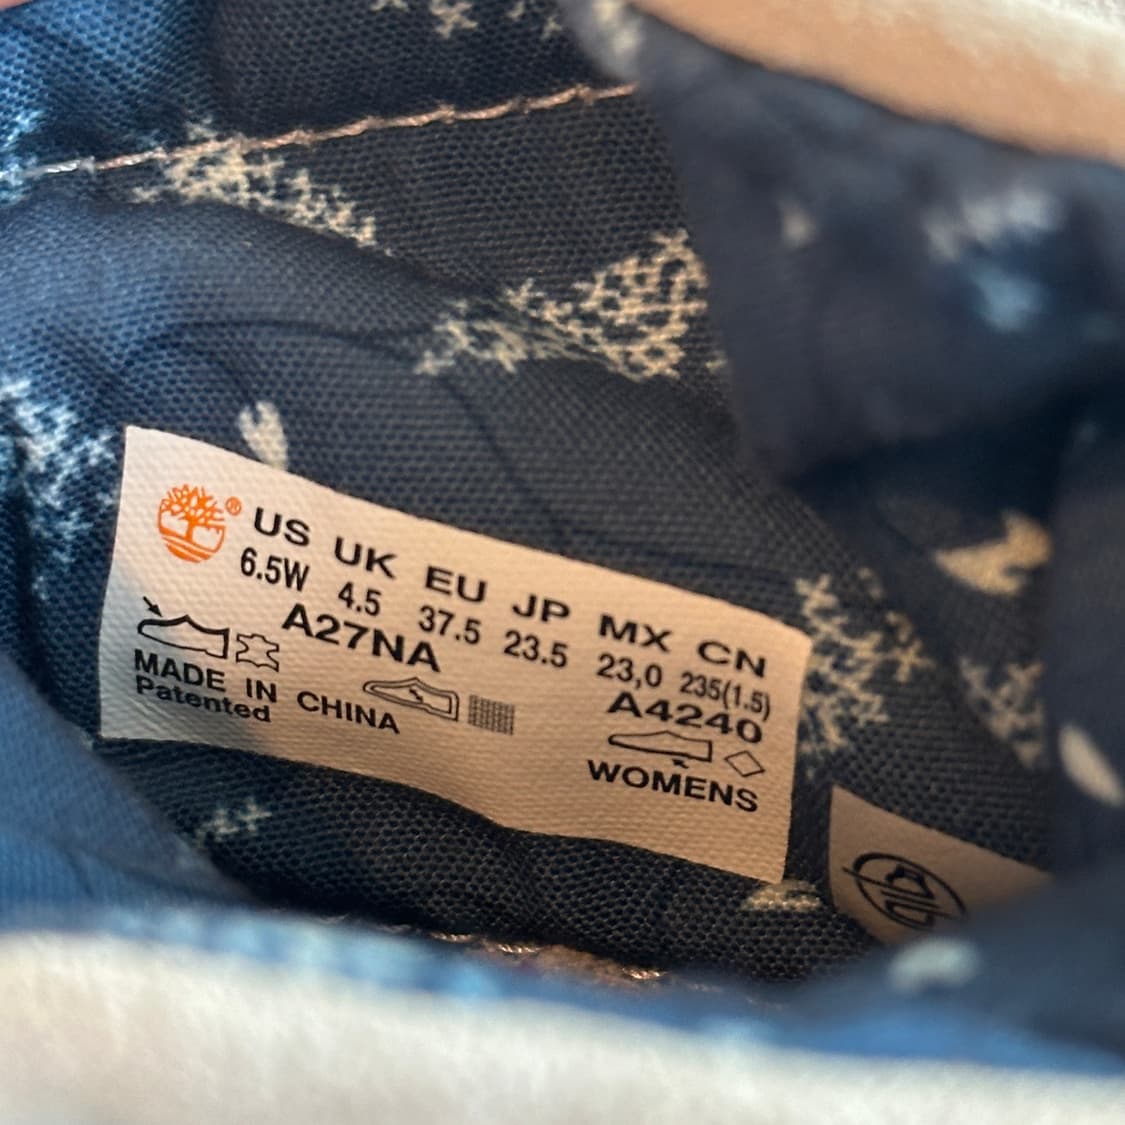 ® US UK EU JP MX CN
6.5W 4.5 37.5 23.5 23,0 235(1.5)
A27NA A4240
MADE IN CHINA
Patented
WOMENS